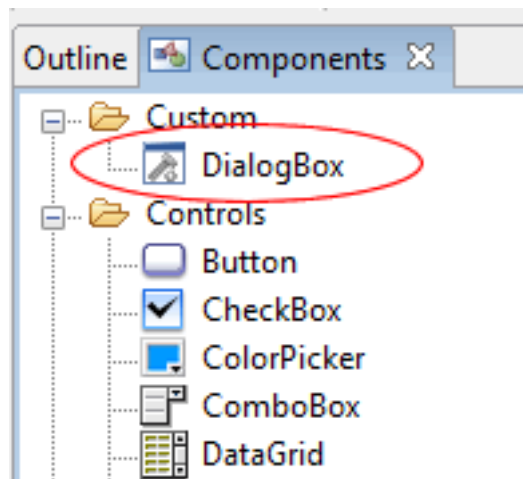 Outline Components
Custom
DialogBox
Controls
Button
CheckBox
ColorPicker
ComboBox
DataGrid